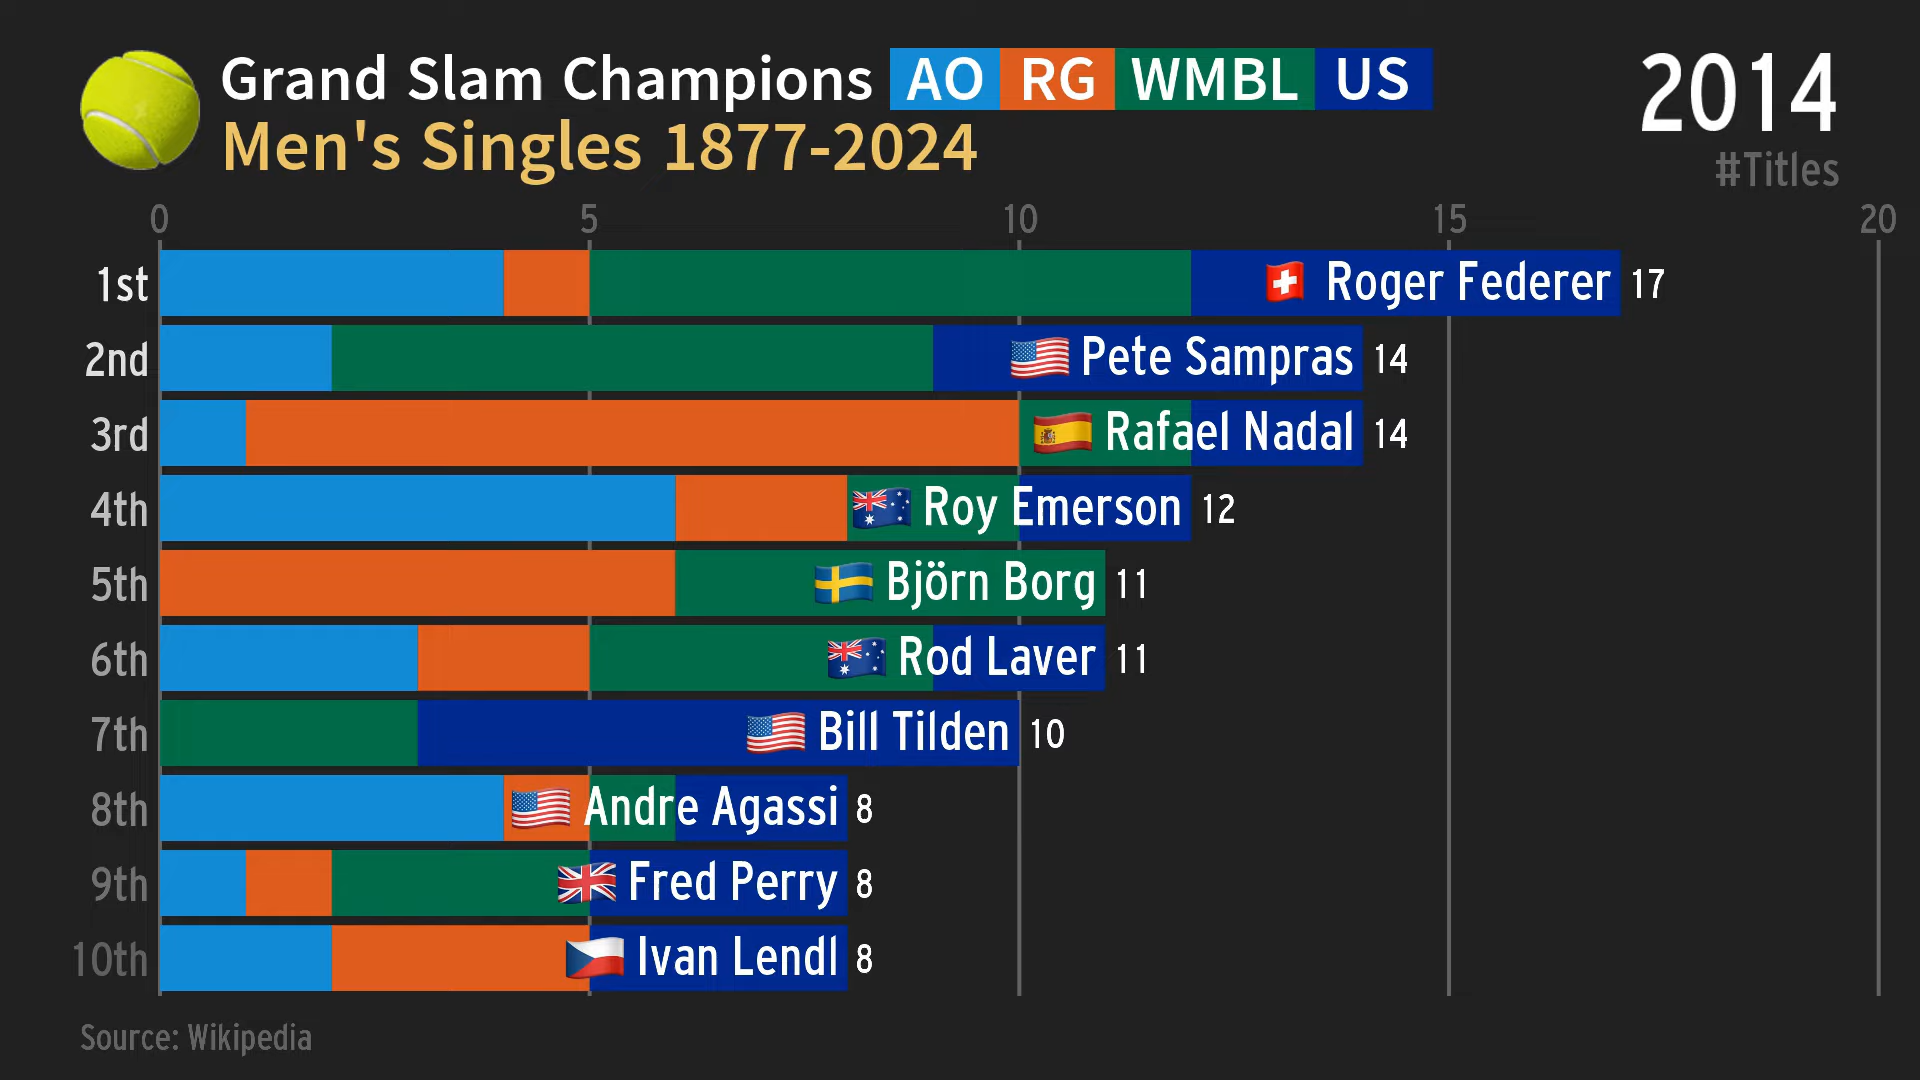 Grand Slam Champions AO RG WMBL US
Men's Singles 1877-2024
2014
#Titles
0 5 10 15 20
1st Roger Federer 17
2nd Pete Sampras 14
3rd Rafael Nadal 14
4th Roy Emerson 12
5th Björn Borg 11
6th Rod Laver 11
7th Bill Tilden 10
8th Andre Agassi 8
9th Fred Perry 8
10th Ivan Lendl 8
Source: Wikipedia